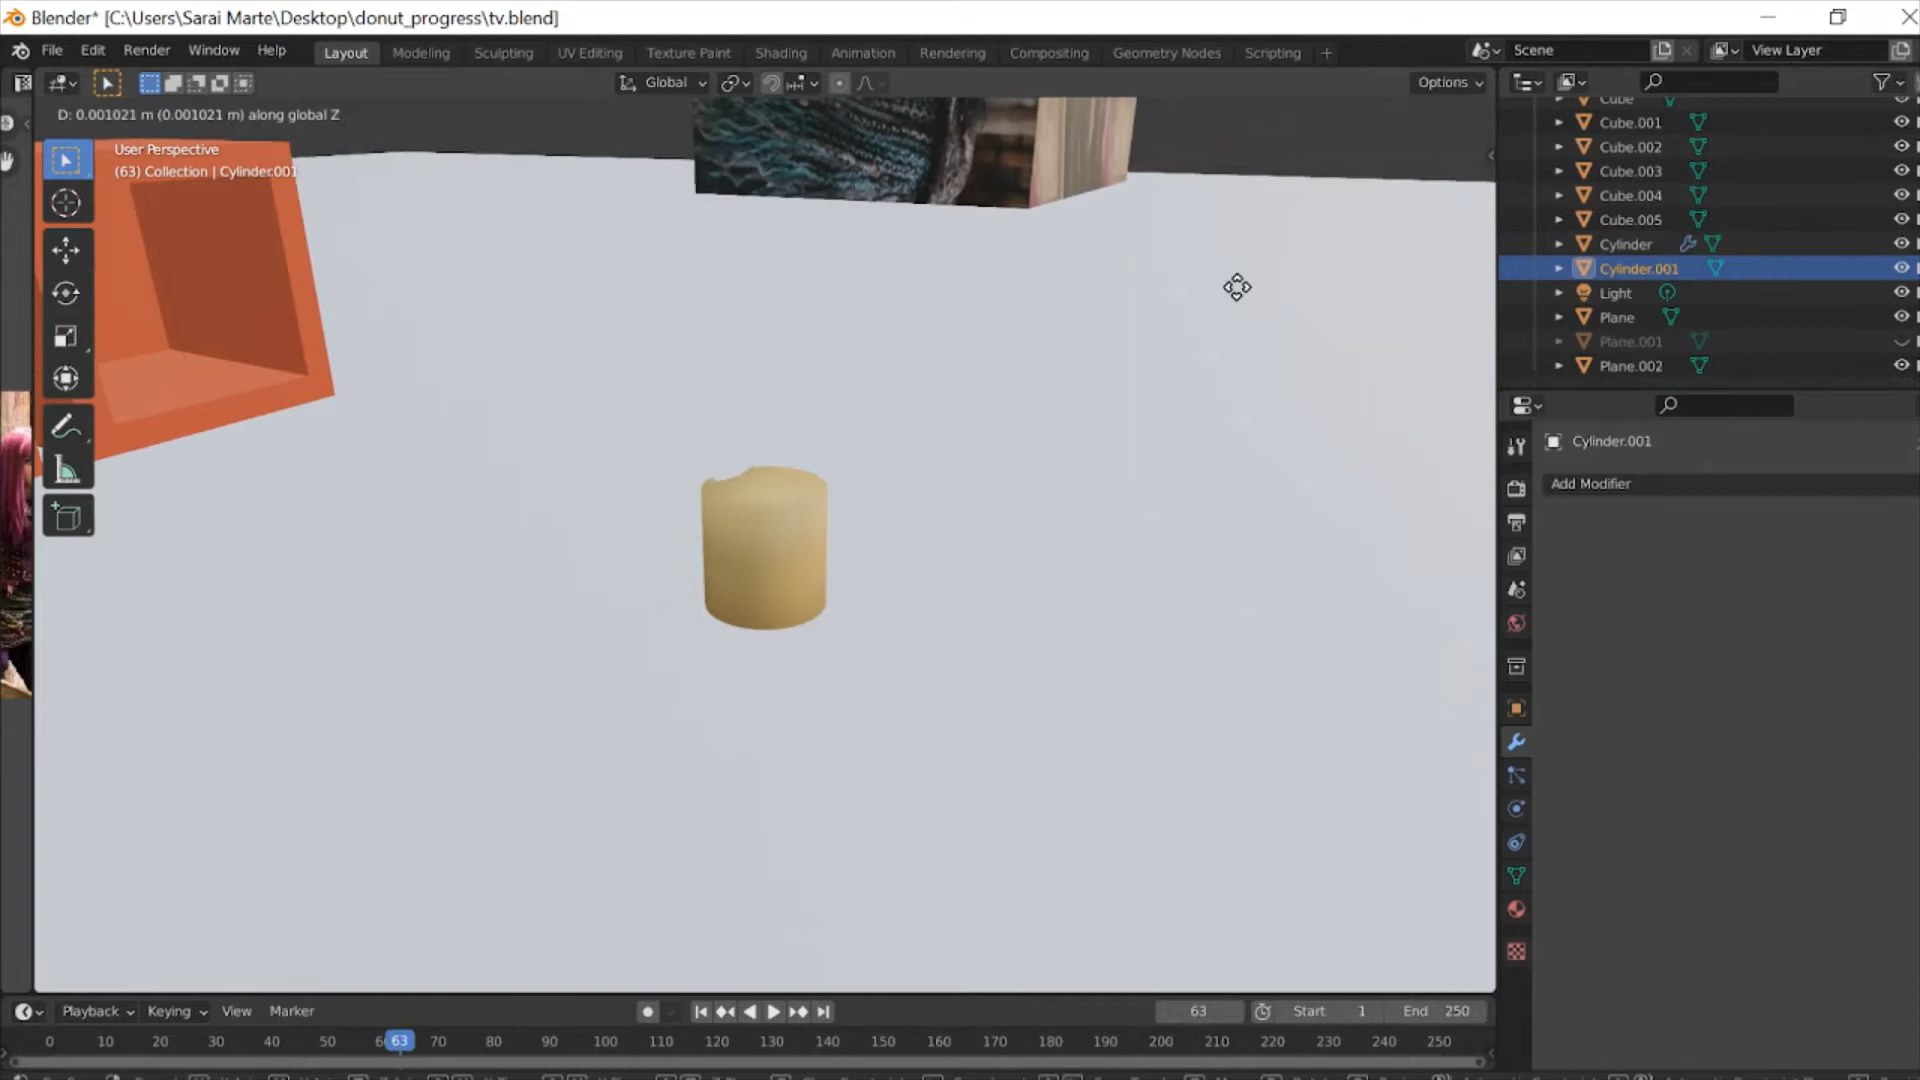 Blender* [C:\Users\Sarai Marte\Desktop\donut_progress\tv.blend]
File Edit Render Window Help Layout Modeling Sculpting UV Editing Texture Paint Shading Animation Rendering Compositing Geometry Nodes Scripting + Scene View Layer
Global Options
D: 0.001021 m (0.001021 m) along global Z
User Perspective
(63) Collection | Cylinder.001
Cube
Cube.001
Cube.002
Cube.003
Cube.004
Cube.005
Cylinder
Cylinder.001
Light
Plane
Plane.001
Plane.002
Cylinder.001
Add Modifier
Playback Keying View Marker 63 Start 1 End 250
0 10 20 30 40 50 6 63 70 80 90 100 110 120 130 140 150 160 170 180 190 200 210 220 230 240 250